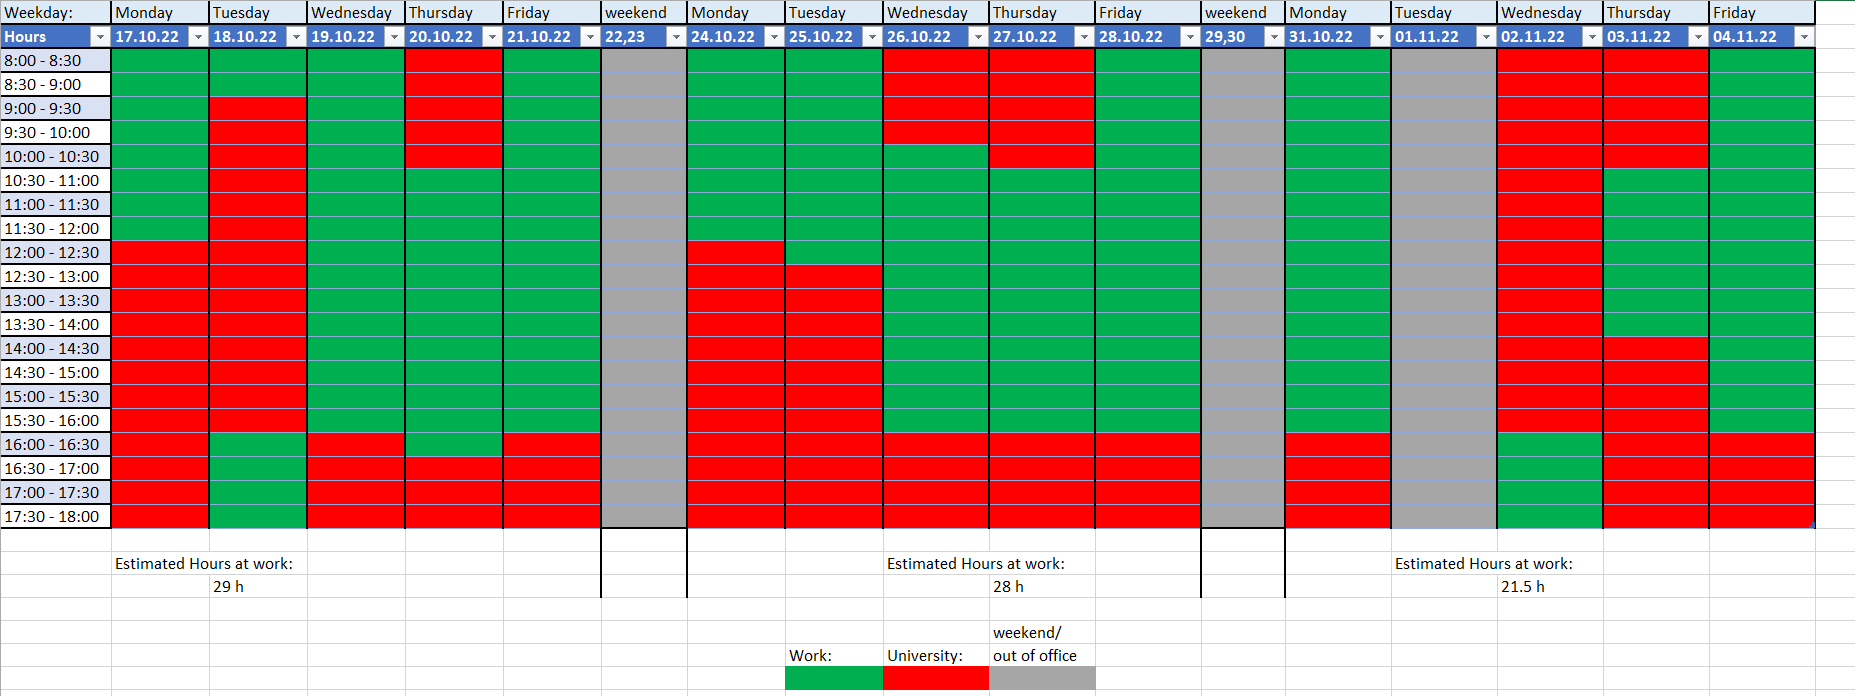 Weekday: Monday Tuesday Wednesday Thursday Friday weekend Monday Tuesday Wednesday Thursday Friday weekend Monday Tuesday Wednesday Thursday Friday
Hours 17.10.22 18.10.22 19.10.22 20.10.22 21.10.22 22,23 24.10.22 25.10.22 26.10.22 27.10.22 28.10.22 29,30 31.10.22 01.11.22 02.11.22 03.11.22 04.11.22
8:00 - 8:30
8:30 - 9:00
9:00 - 9:30
9:30 - 10:00
10:00 - 10:30
10:30 - 11:00
11:00 - 11:30
11:30 - 12:00
12:00 - 12:30
12:30 - 13:00
13:00 - 13:30
13:30 - 14:00
14:00 - 14:30
14:30 - 15:00
15:00 - 15:30
15:30 - 16:00
16:00 - 16:30
16:30 - 17:00
17:00 - 17:30
17:30 - 18:00
Estimated Hours at work: Estimated Hours at work: Estimated Hours at work:
29 h 28 h 21.5 h
weekend/
Work: University: out of office